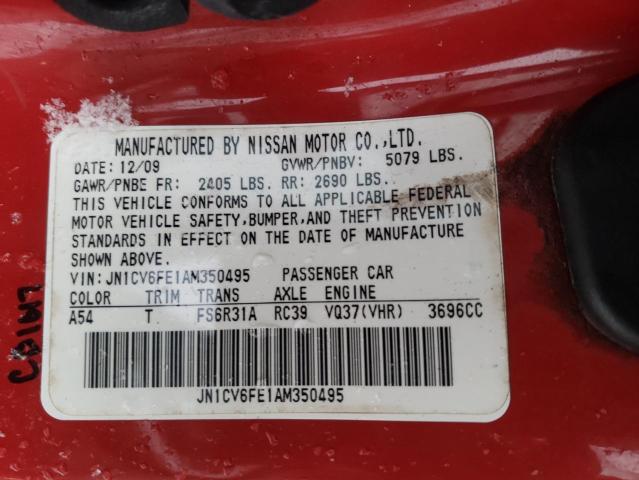 MANUFACTURED BY NISSAN MOTOR CO.,LTD.
DATE: 12/09 GVWR/PNBV: 5079 LBS.
GAWR/PNBE FR: 2405 LBS. RR: 2690 LBS.
THIS VEHICLE CONFORMS TO ALL APPLICABLE FEDERAL
MOTOR VEHICLE SAFETY,BUMPER,AND THEFT PREVENTION
STANDARDS IN EFFECT ON THE DATE OF MANUFACTURE
SHOWN ABOVE.
VIN: JN1CV6FE1AM350495 PASSENGER CAR
COLOR TRIM TRANS AXLE ENGINE
A54 T. FS6R31A RC39 VQ37(VHR) 3696CC
JN1CV6FE1AM350495